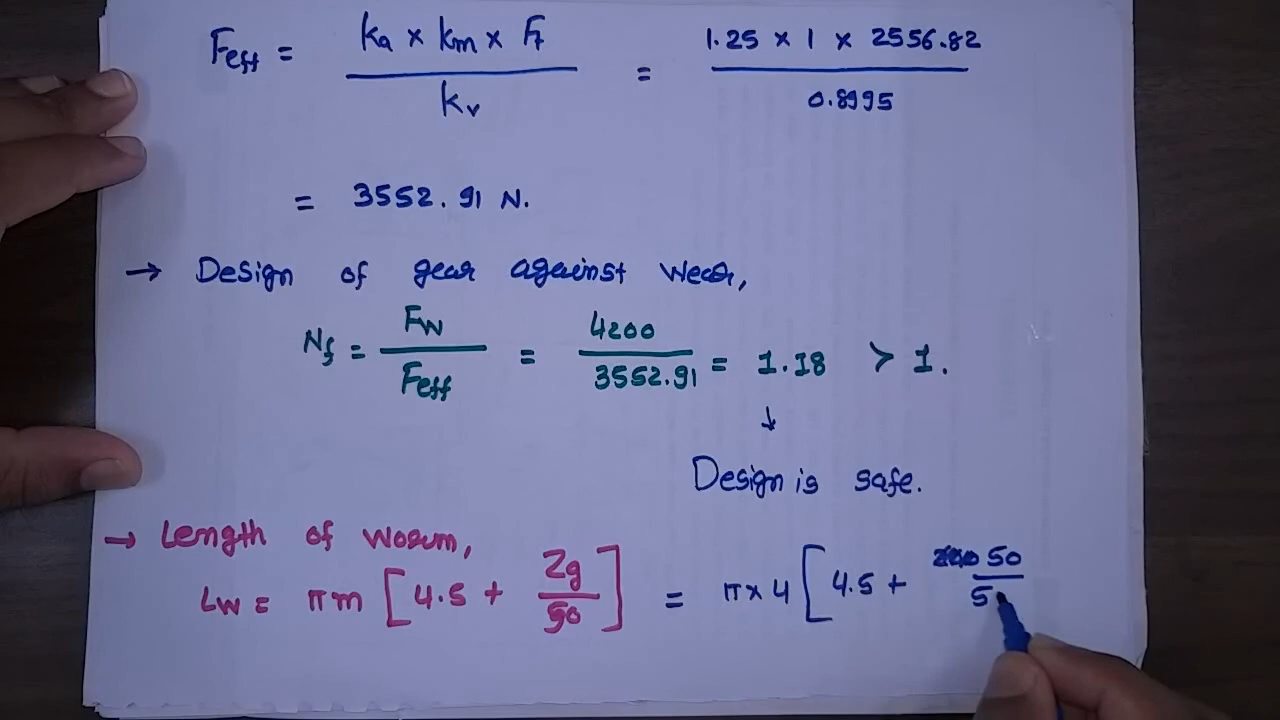 Feff = ka × km × Ft / kv = 1.25 × 1 × 2556.82 / 0.8995
= 3552.91 N.
→ Design of gear against wear,
Nf = FW / Feff = 4200 / 3552.91 = 1.18 > 1.
↓
Design is safe.
→ Length of worm,
LW = πm [4.5 + Zg / 50] = π×4 [4.5 + 50 / 5